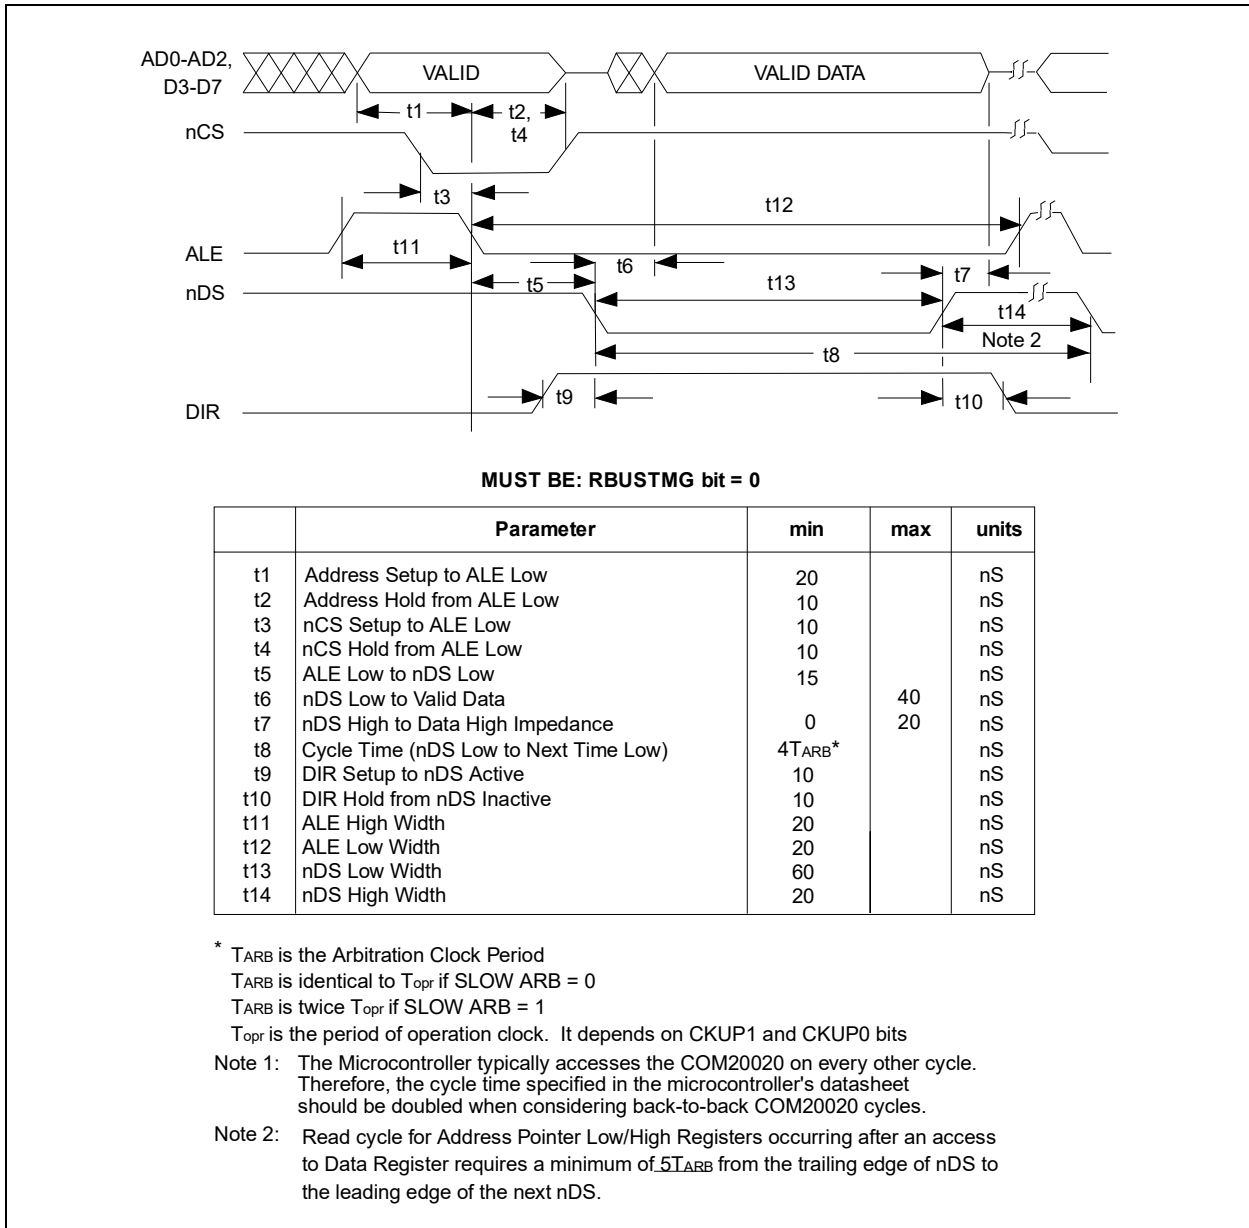 AD0-AD2,
D3-D7
VALID
VALID DATA
t1
t2,
t4
nCS
t3
t12
ALE
t11
t6
t7
nDS
t5
t13
t14
Note 2
t8
t9
t10
DIR
MUST BE: RBUSTMG bit = 0
Parameter min max units
t1 Address Setup to ALE Low 20 nS
t2 Address Hold from ALE Low 10 nS
t3 nCS Setup to ALE Low 10 nS
t4 nCS Hold from ALE Low 10 nS
t5 ALE Low to nDS Low 15 nS
t6 nDS Low to Valid Data 40 nS
t7 nDS High to Data High Impedance 0 20 nS
t8 Cycle Time (nDS Low to Next Time Low) 4TARB* nS
t9 DIR Setup to nDS Active 10 nS
t10 DIR Hold from nDS Inactive 10 nS
t11 ALE High Width 20 nS
t12 ALE Low Width 20 nS
t13 nDS Low Width 60 nS
t14 nDS High Width 20 nS
* TARB is the Arbitration Clock Period
TARB is identical to Topr if SLOW ARB = 0
TARB is twice Topr if SLOW ARB = 1
Topr is the period of operation clock. It depends on CKUP1 and CKUP0 bits
Note 1: The Microcontroller typically accesses the COM20020 on every other cycle.
Therefore, the cycle time specified in the microcontroller's datasheet
should be doubled when considering back-to-back COM20020 cycles.
Note 2: Read cycle for Address Pointer Low/High Registers occurring after an access
to Data Register requires a minimum of 5TARB from the trailing edge of nDS to
the leading edge of the next nDS.